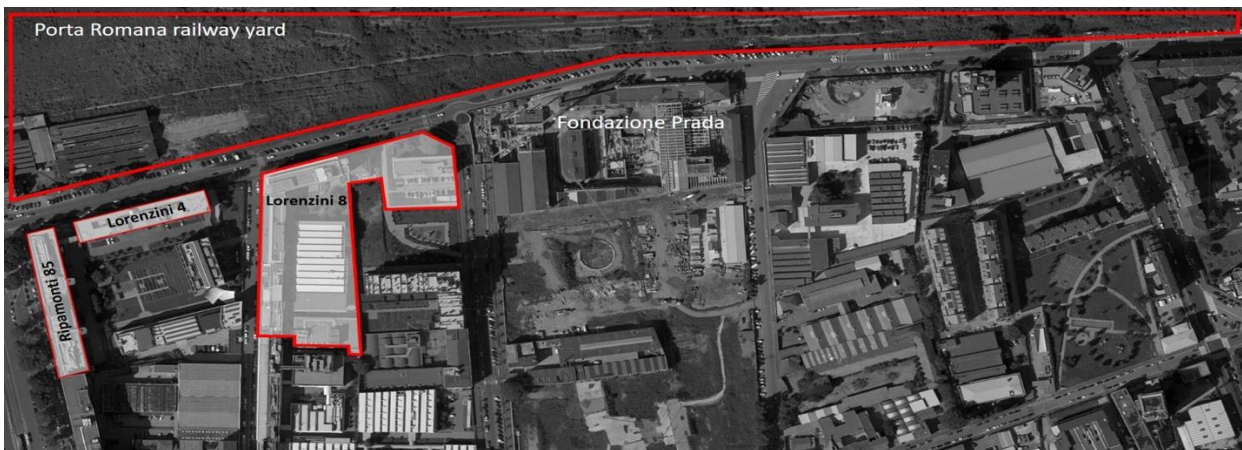 Porta Romana railway yard
Fondazione Prada
Lorenzini 8
Lorenzini 4
Ripamonti 85